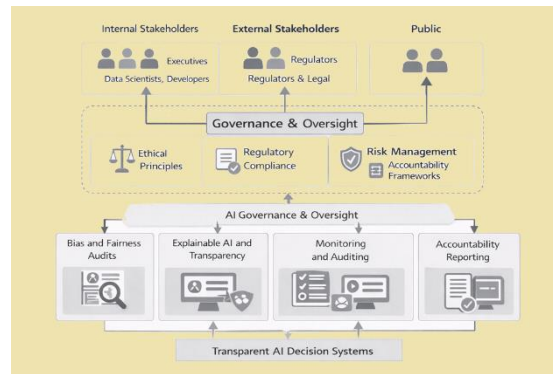 Internal Stakeholders
External Stakeholders
Public
Executives
Data Scientists, Developers
Regulators
Regulators & Legal
Governance & Oversight
Ethical
Principles
Regulatory
Compliance
Risk Management
Accountability
Frameworks
AI Governance & Oversight
Bias and Fairness
Audits
Explainable AI and
Transparency
Monitoring
and Auditing
Accountability
Reporting
Transparent AI Decision Systems